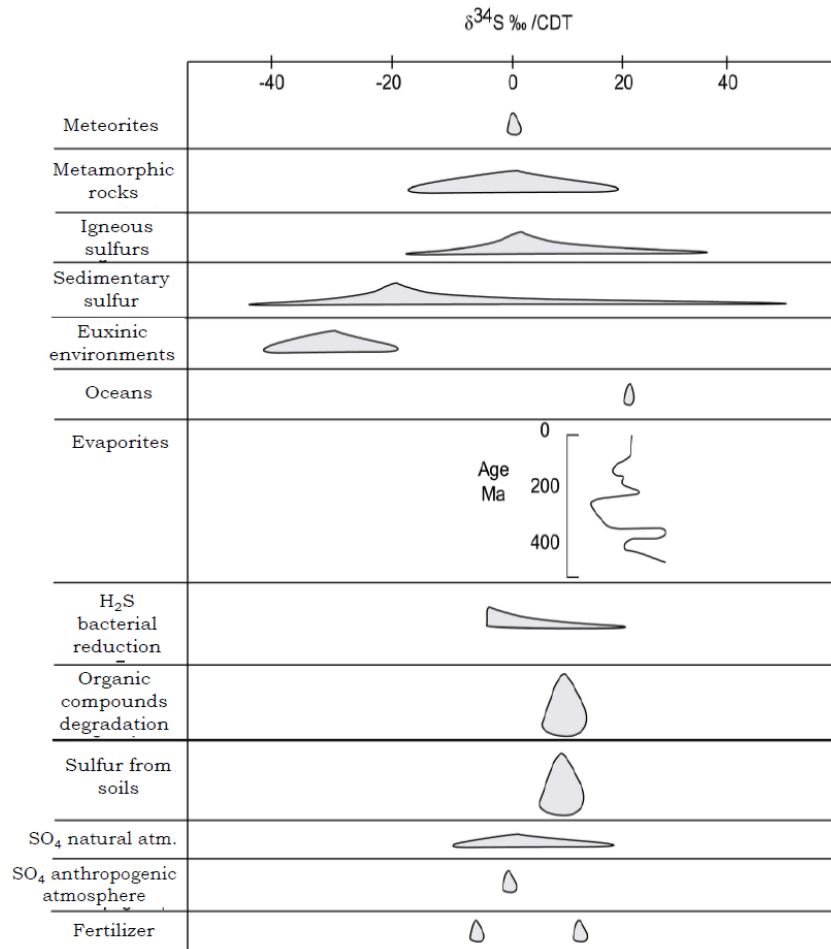 δ34S ‰ /CDT
-40 -20 0 20 40
Meteorites
Metamorphic
rocks
Igneous
sulfurs
Sedimentary
sulfur
Euxinic
environments
Oceans
Evaporites
0
Age
Ma
200
400
H₂S
bacterial
reduction
Organic
compounds
degradation
Sulfur from
soils
SO₄ natural atm.
SO₄ anthropogenic
atmosphere
Fertilizer